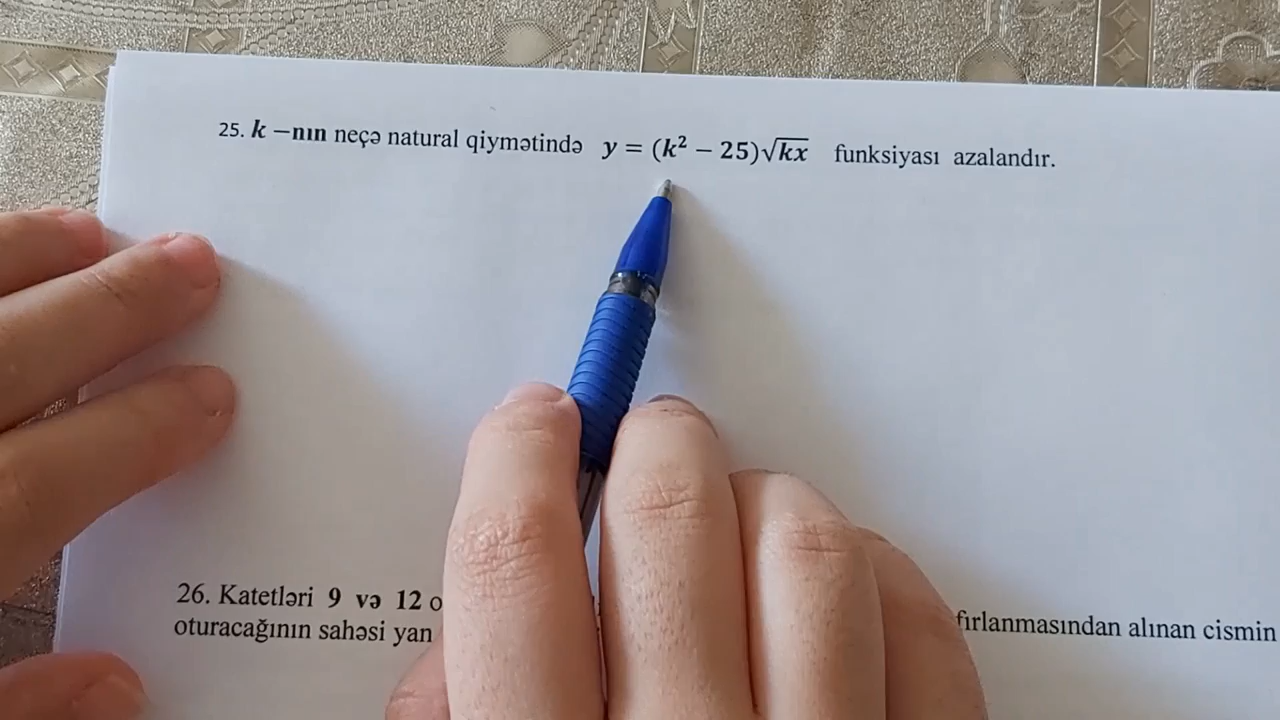 25. k –nın neçə natural qiymətində y = (k² – 25)√kx funksiyası azalandır.
26. Katetləri 9 və 12 fırlanmasından alınan cismin
oturacağının sahəsi yan